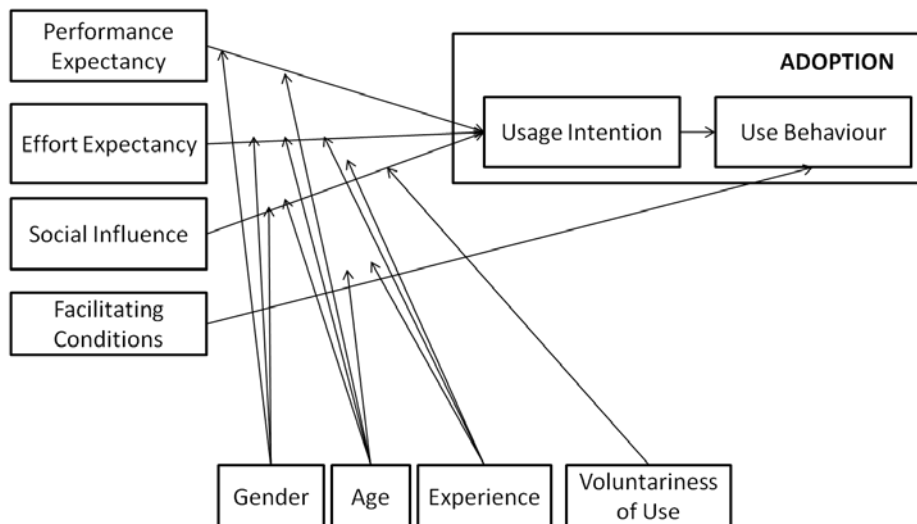 Performance
Expectancy
ADOPTION
Effort Expectancy
Usage Intention
Use Behaviour
Social Influence
Facilitating
Conditions
Gender
Age
Experience
Voluntariness
of Use